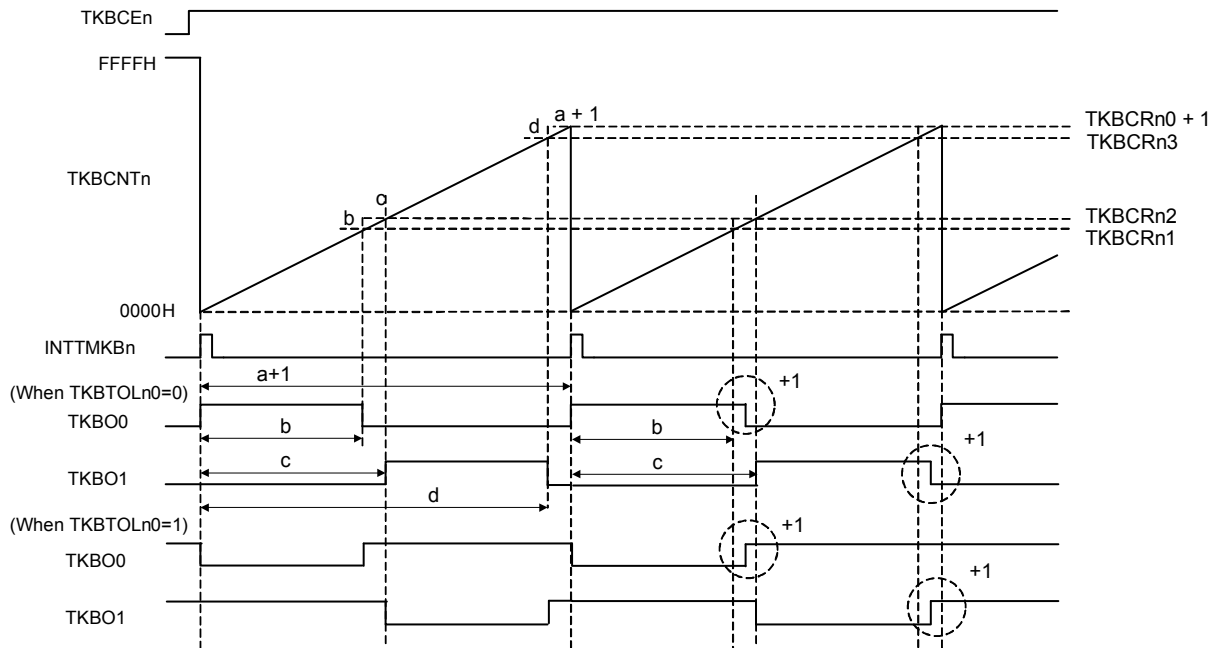 TKBCEn
FFFFH
a + 1
d
TKBCRn0 + 1
TKBCRn3
TKBCNTn
c
b
TKBCRn2
TKBCRn1
0000H
INTTMKBn
a+1
+1
(When TKBTOLn0=0)
TKBO0
b
b
+1
c
c
TKBO1
d
(When TKBTOLn0=1)
+1
TKBO0
+1
TKBO1